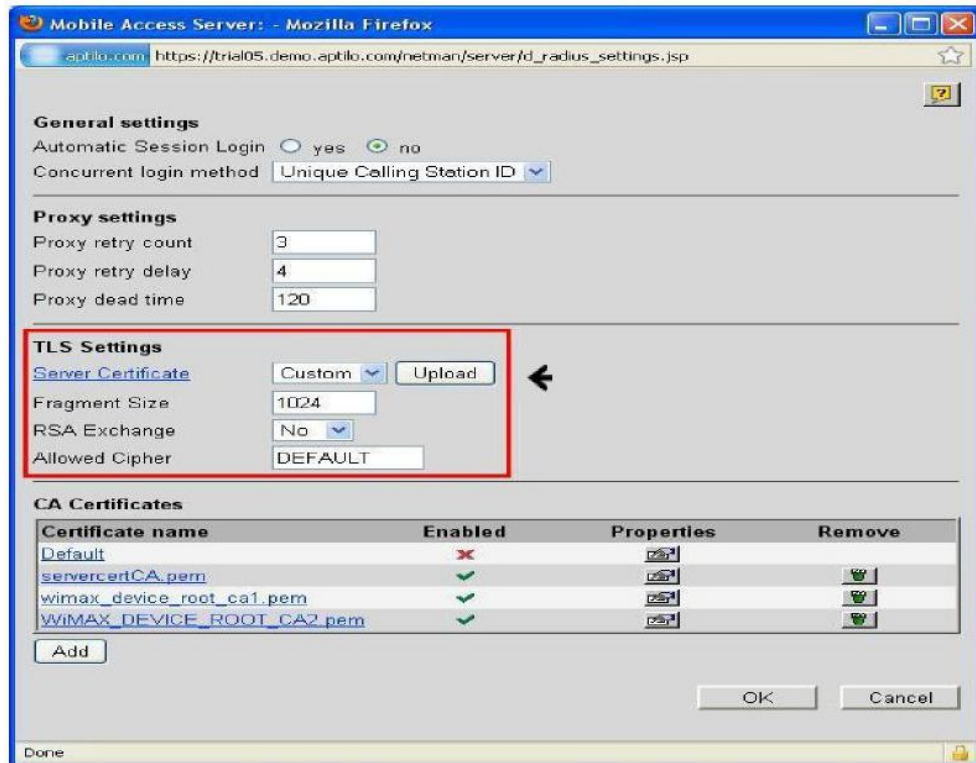 Mobile Access Server: - Mozilla Firefox
aptilo.com https://trial05.demo.aptilo.com/netman/server/d_radius_settings.jsp
?
General settings
Automatic Session Login yes no
Concurrent login method Unique Calling Station ID
Proxy settings
Proxy retry count 3
Proxy retry delay 4
Proxy dead time 120
TLS Settings
Server Certificate Custom Upload
Fragment Size 1024
RSA Exchange No
Allowed Cipher DEFAULT
CA Certificates
Certificate name Enabled Properties Remove
Default
servercertCA.pem
wimax_device_root_ca1.pem
WiMAX_DEVICE_ROOT_CA2.pem
Add
OK Cancel
Done